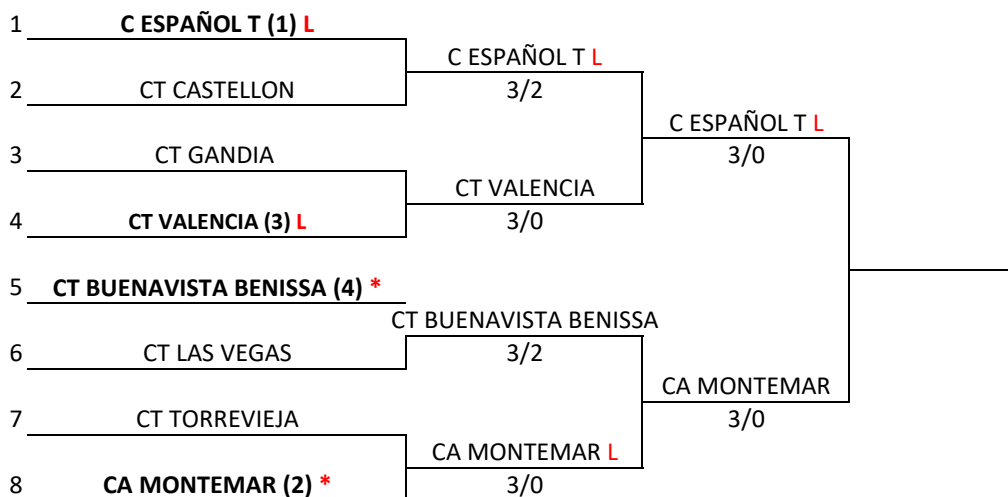 1 C ESPAÑOL T (1) L
C ESPAÑOL T L
2 CT CASTELLON 3/2
C ESPAÑOL T L
3 CT GANDIA 3/0
CT VALENCIA
4 CT VALENCIA (3) L 3/0
5 CT BUENAVISTA BENISSA (4) *
CT BUENAVISTA BENISSA
6 CT LAS VEGAS 3/2
CA MONTEMAR
7 CT TORREVIEJA 3/0
CA MONTEMAR L
8 CA MONTEMAR (2) * 3/0